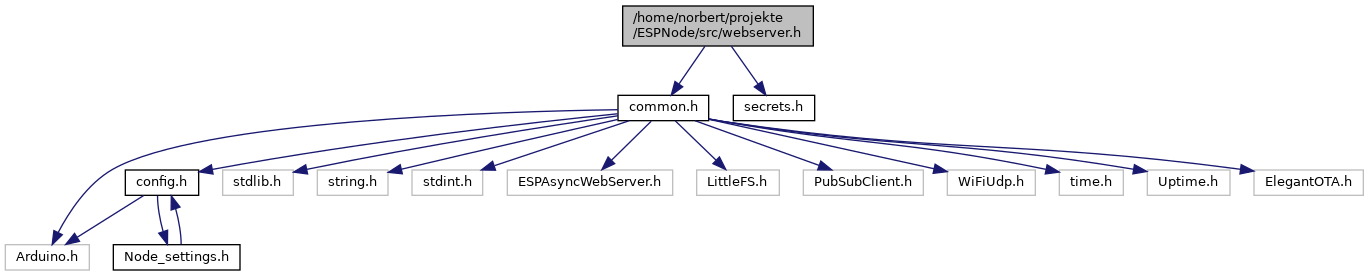 /home/norbert/projekte
/ESPNode/src/webserver.h
common.h
secrets.h
config.h
stdlib.h
string.h
stdint.h
ESPAsyncWebServer.h
LittleFS.h
PubSubClient.h
WiFiUdp.h
time.h
Uptime.h
ElegantOTA.h
Arduino.h
Node_settings.h